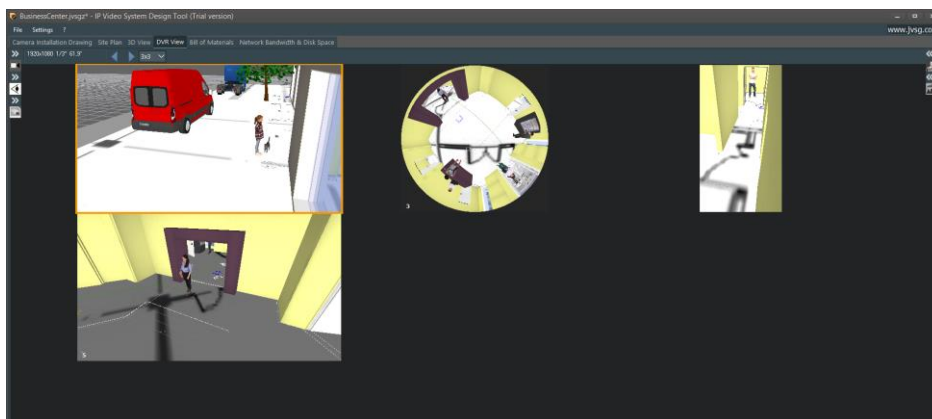 BusinessCenter.jvsgz* - IP Video System Design Tool (Trial version)
File Settings ?
www.jvsg.co
Camera Installation Drawing Site Plan 3D View DVR View Bill of Materials Network Bandwidth & Disk Space
1920x1080 1/3" 61.9°
3x3
3
5